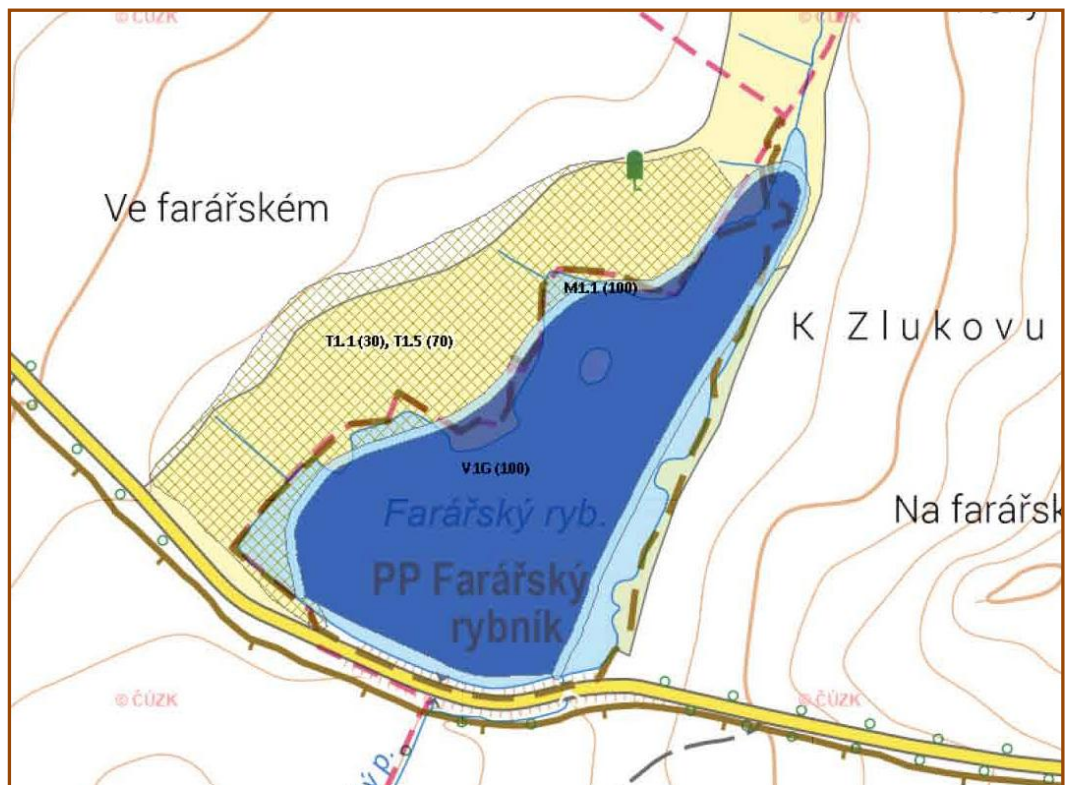 © ČÚZK
© ČÚZK
Ve farářském
M1.1 (100)
K Zlukovu
T1.1 (30), T1.5 (70)
V1G (100)
Farářský ryb.
Na farářsk
PP Farářský
rybník
© ČÚZK
© ČÚZK
ý p.